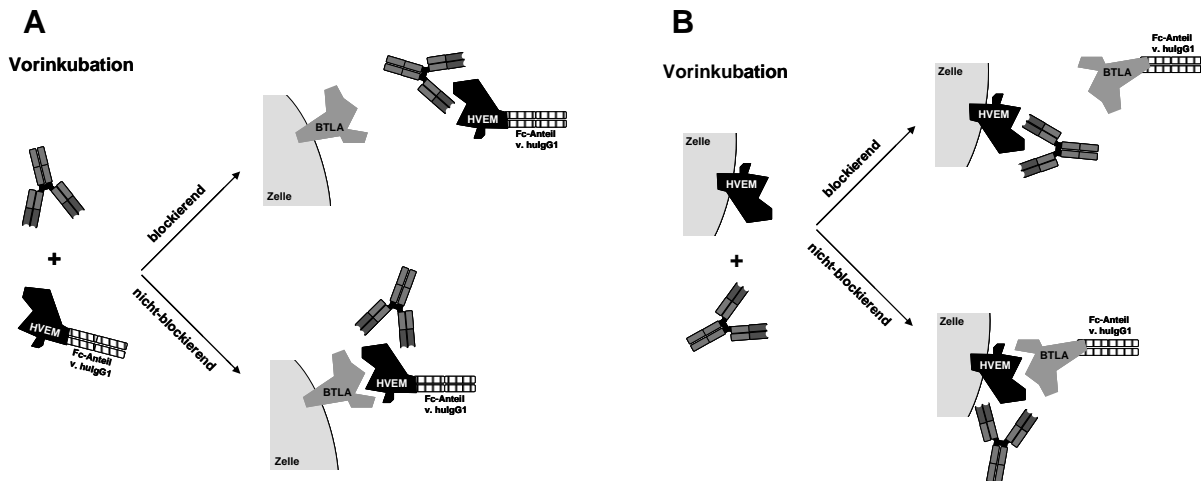 A
Vorinkubation
+
HVEM
Fc-Anteil
v. huIgG1
blockierend
nicht-blockierend
BTLA
Zelle
HVEM
Fc-Anteil
v. huIgG1
BTLA
Zelle
HVEM
Fc-Anteil
v. huIgG1
B
Vorinkubation
Zelle
HVEM
+
blockierend
nicht-blockierend
Zelle
HVEM
BTLA
Fc-Anteil
v. huIgG1
Zelle
HVEM
BTLA
Fc-Anteil
v. huIgG1